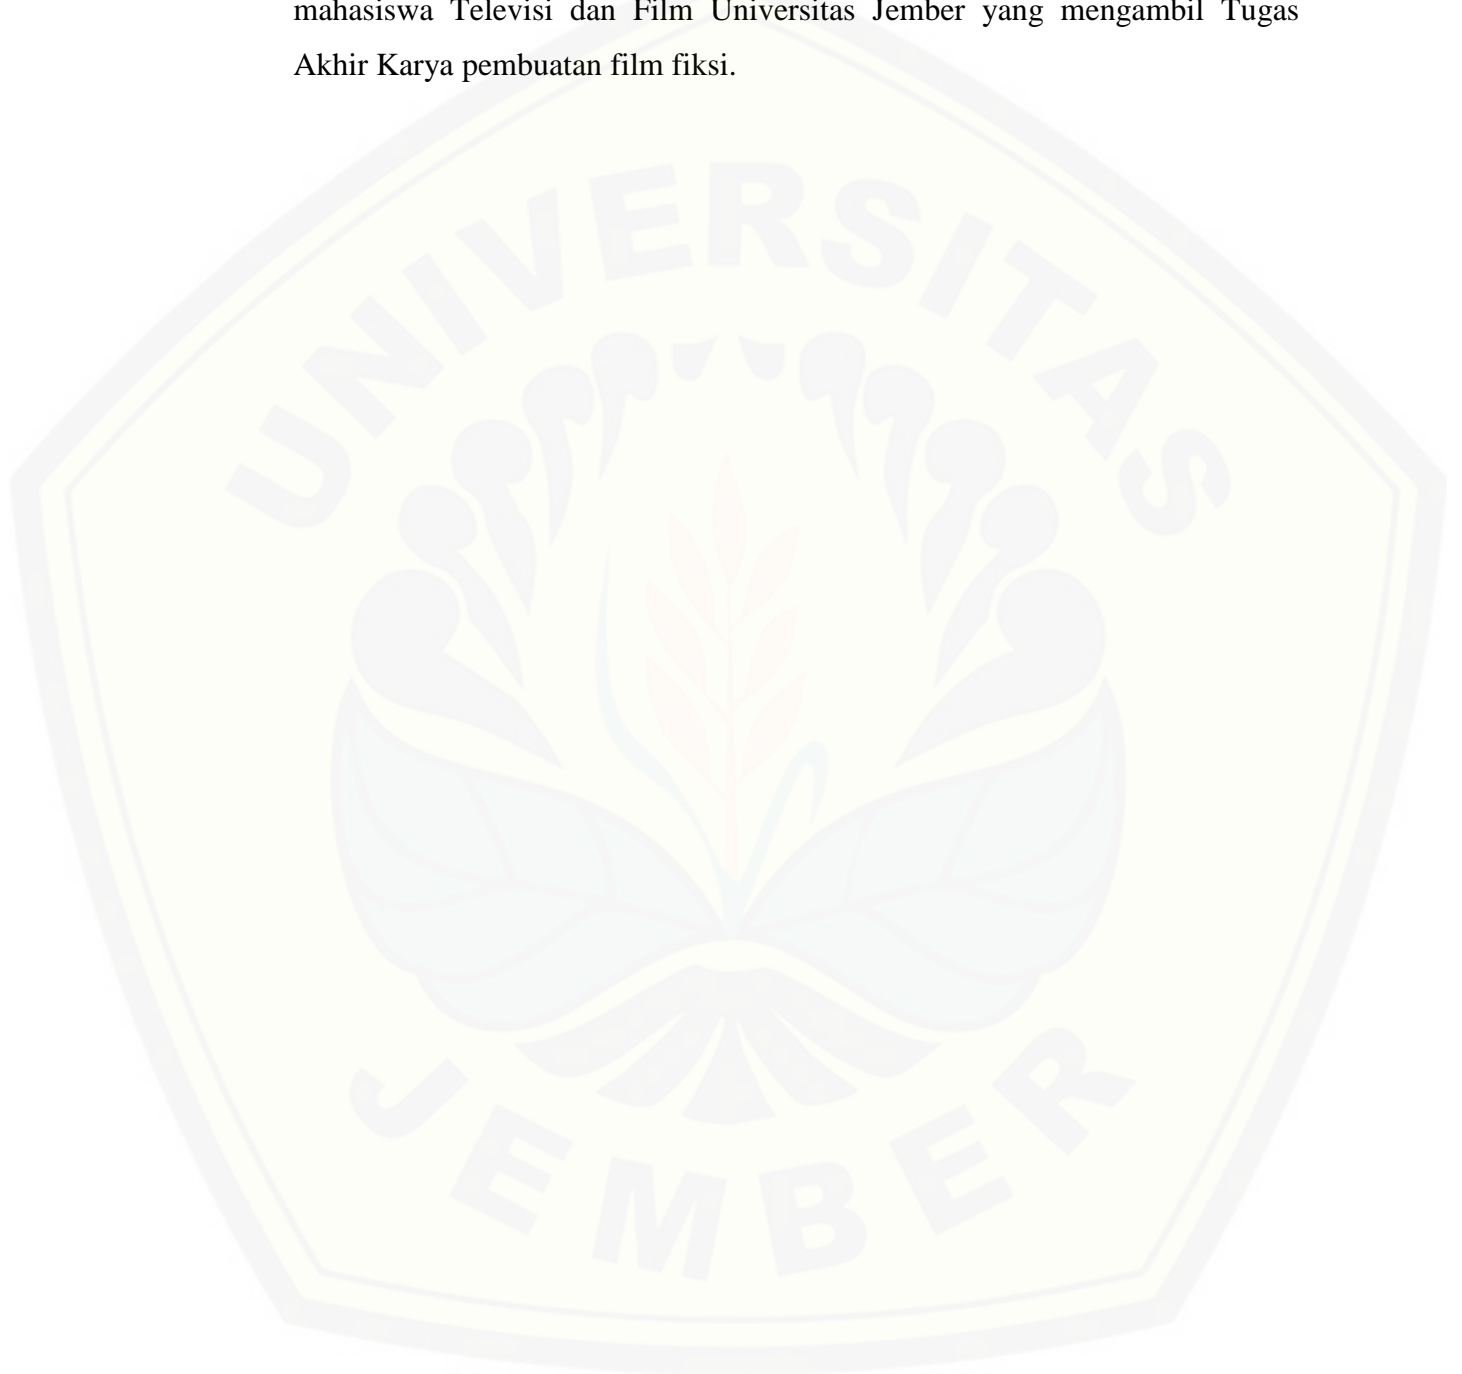 mahasiswa Televisi dan Film Universitas Jember yang mengambil Tugas
Akhir Karya pembuatan film fiksi.
UNIVERSITAS
JEMBER